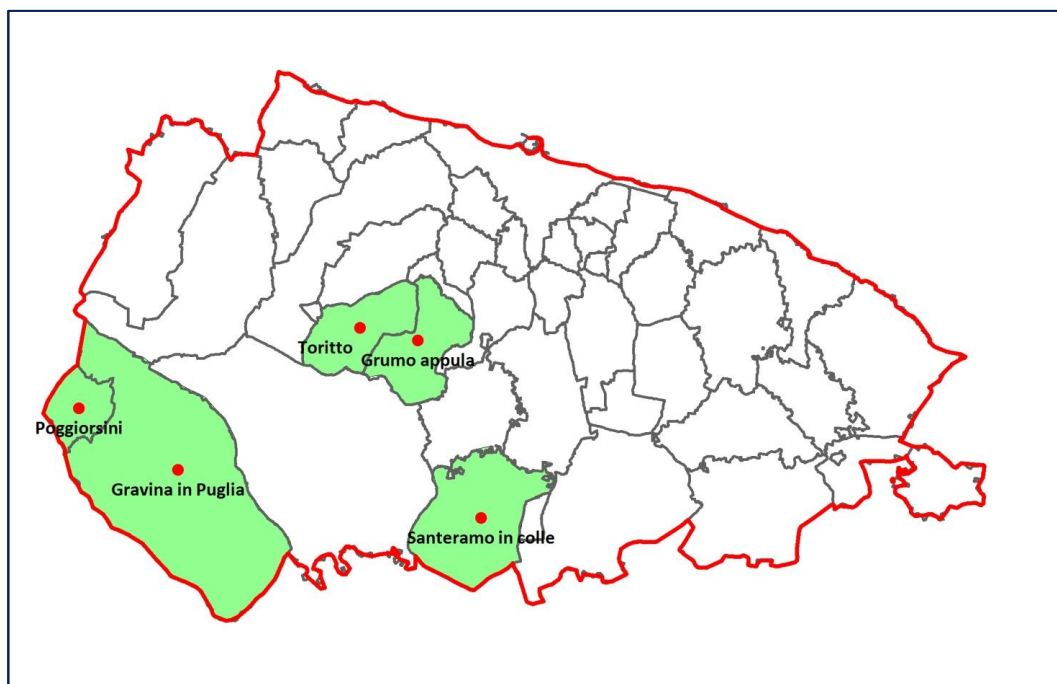 Toritto
Grumo appula
Poggiorsini
Gravina in Puglia
Santeramo in colle